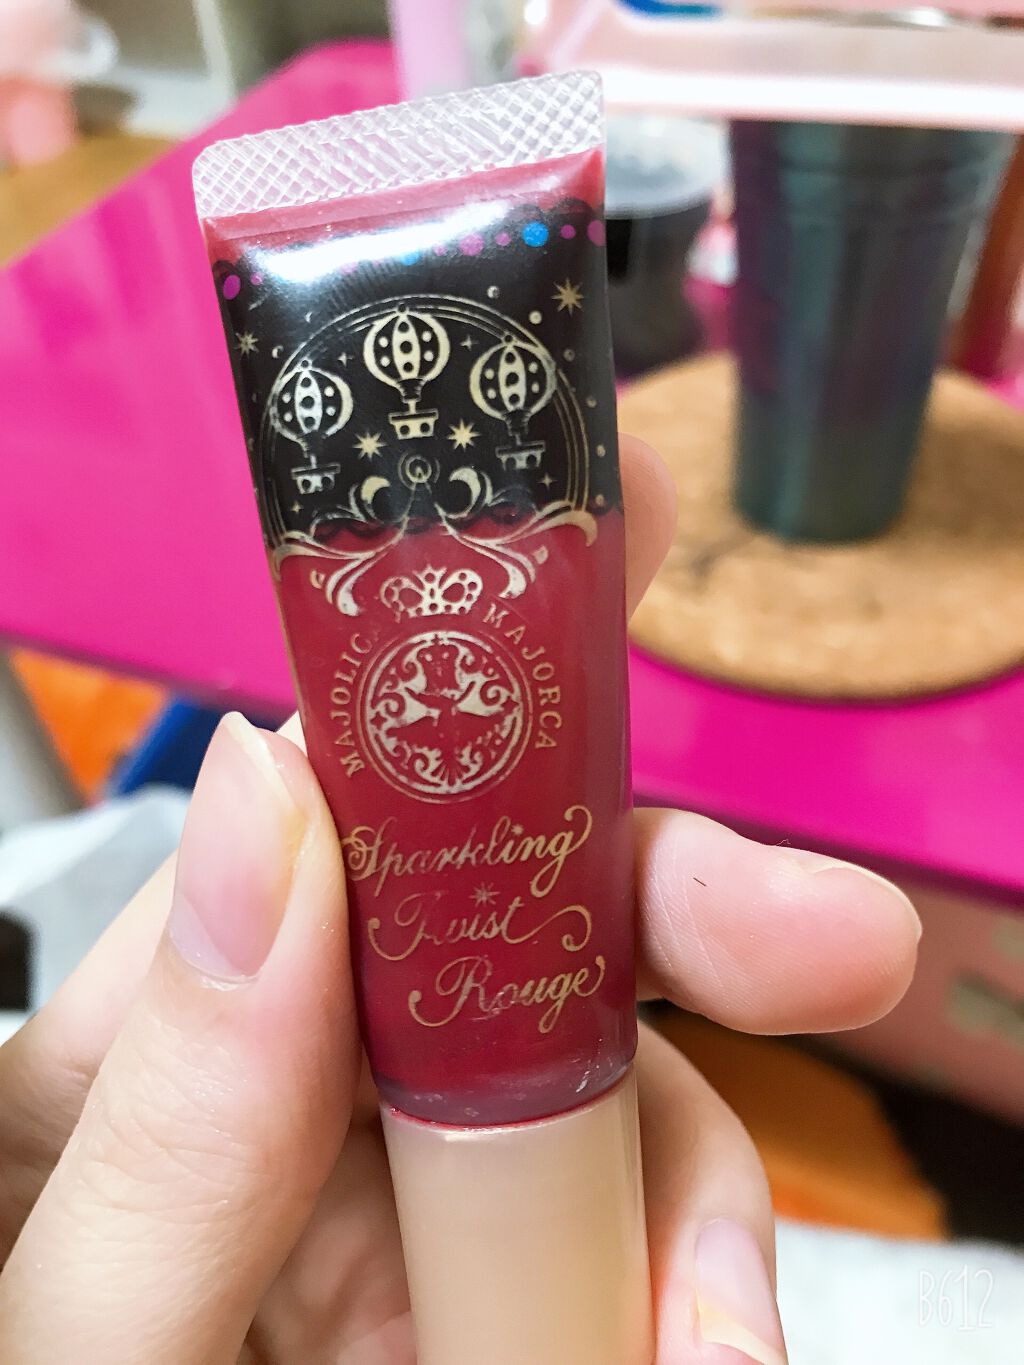 MAJOLICA MAJORCA
Sparkling
Twist
Rouge
B612